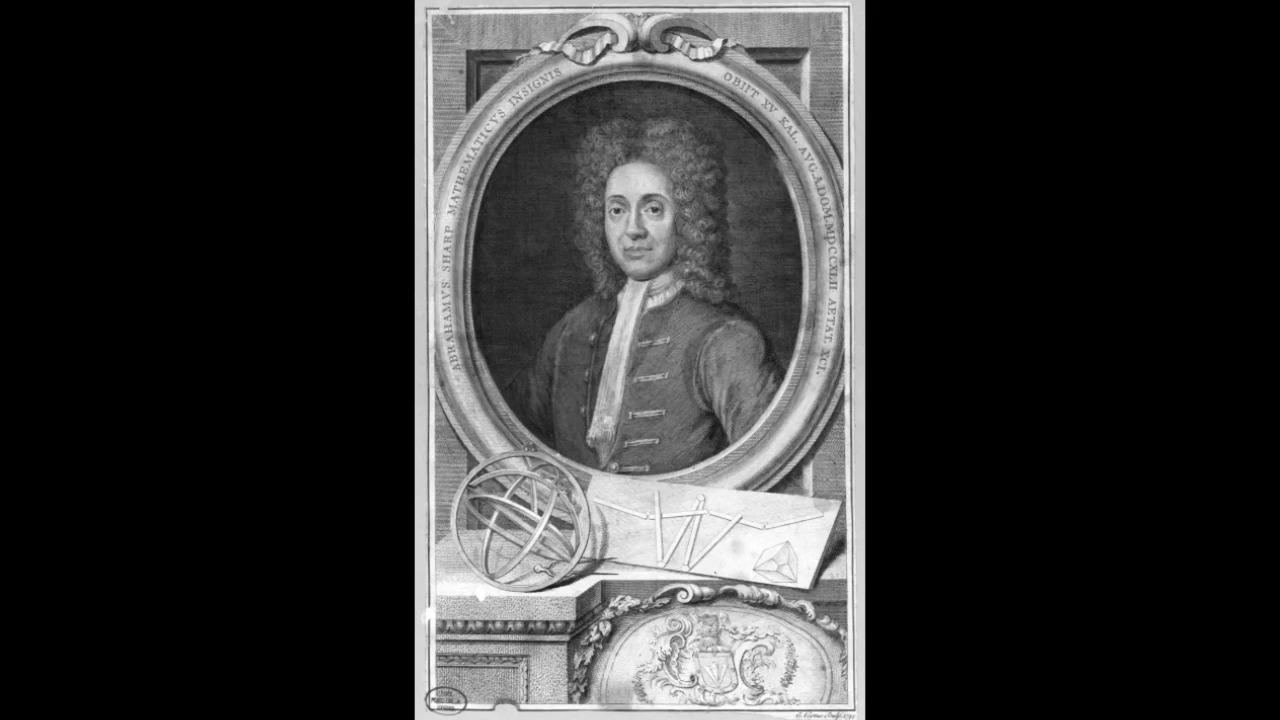 ABRAHAMVS SHARP MATHEMATICVS INSIGNIS
OBIIT XV KAL. AVG. A.DOM.MDCCXLII AETAT. XCI.